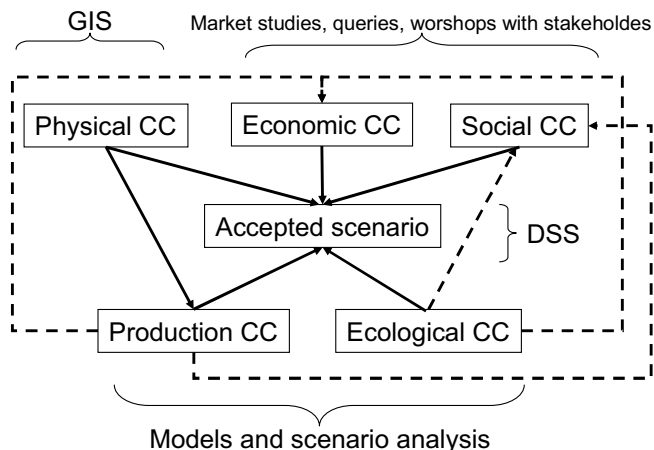 GIS
Market studies, queries, worshops with stakeholdes
Physical CC
Economic CC
Social CC
Accepted scenario
DSS
Production CC
Ecological CC
Models and scenario analysis